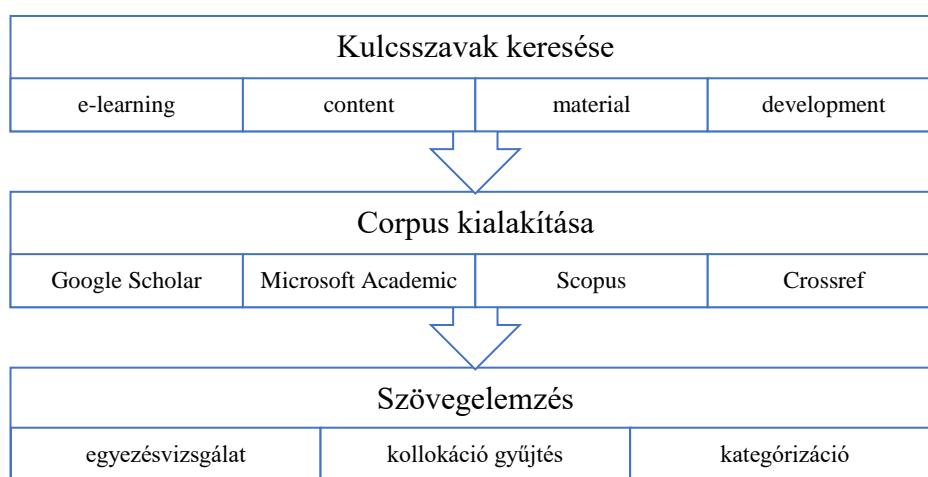 Kulcsszavak keresése
e-learning content material development
Corpus kialakítása
Google Scholar Microsoft Academic Scopus Crossref
Szövegelemzés
egyezésvizsgálat kollokáció gyűjtés kategórizáció